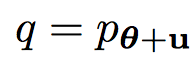 q = p_{θ+u}